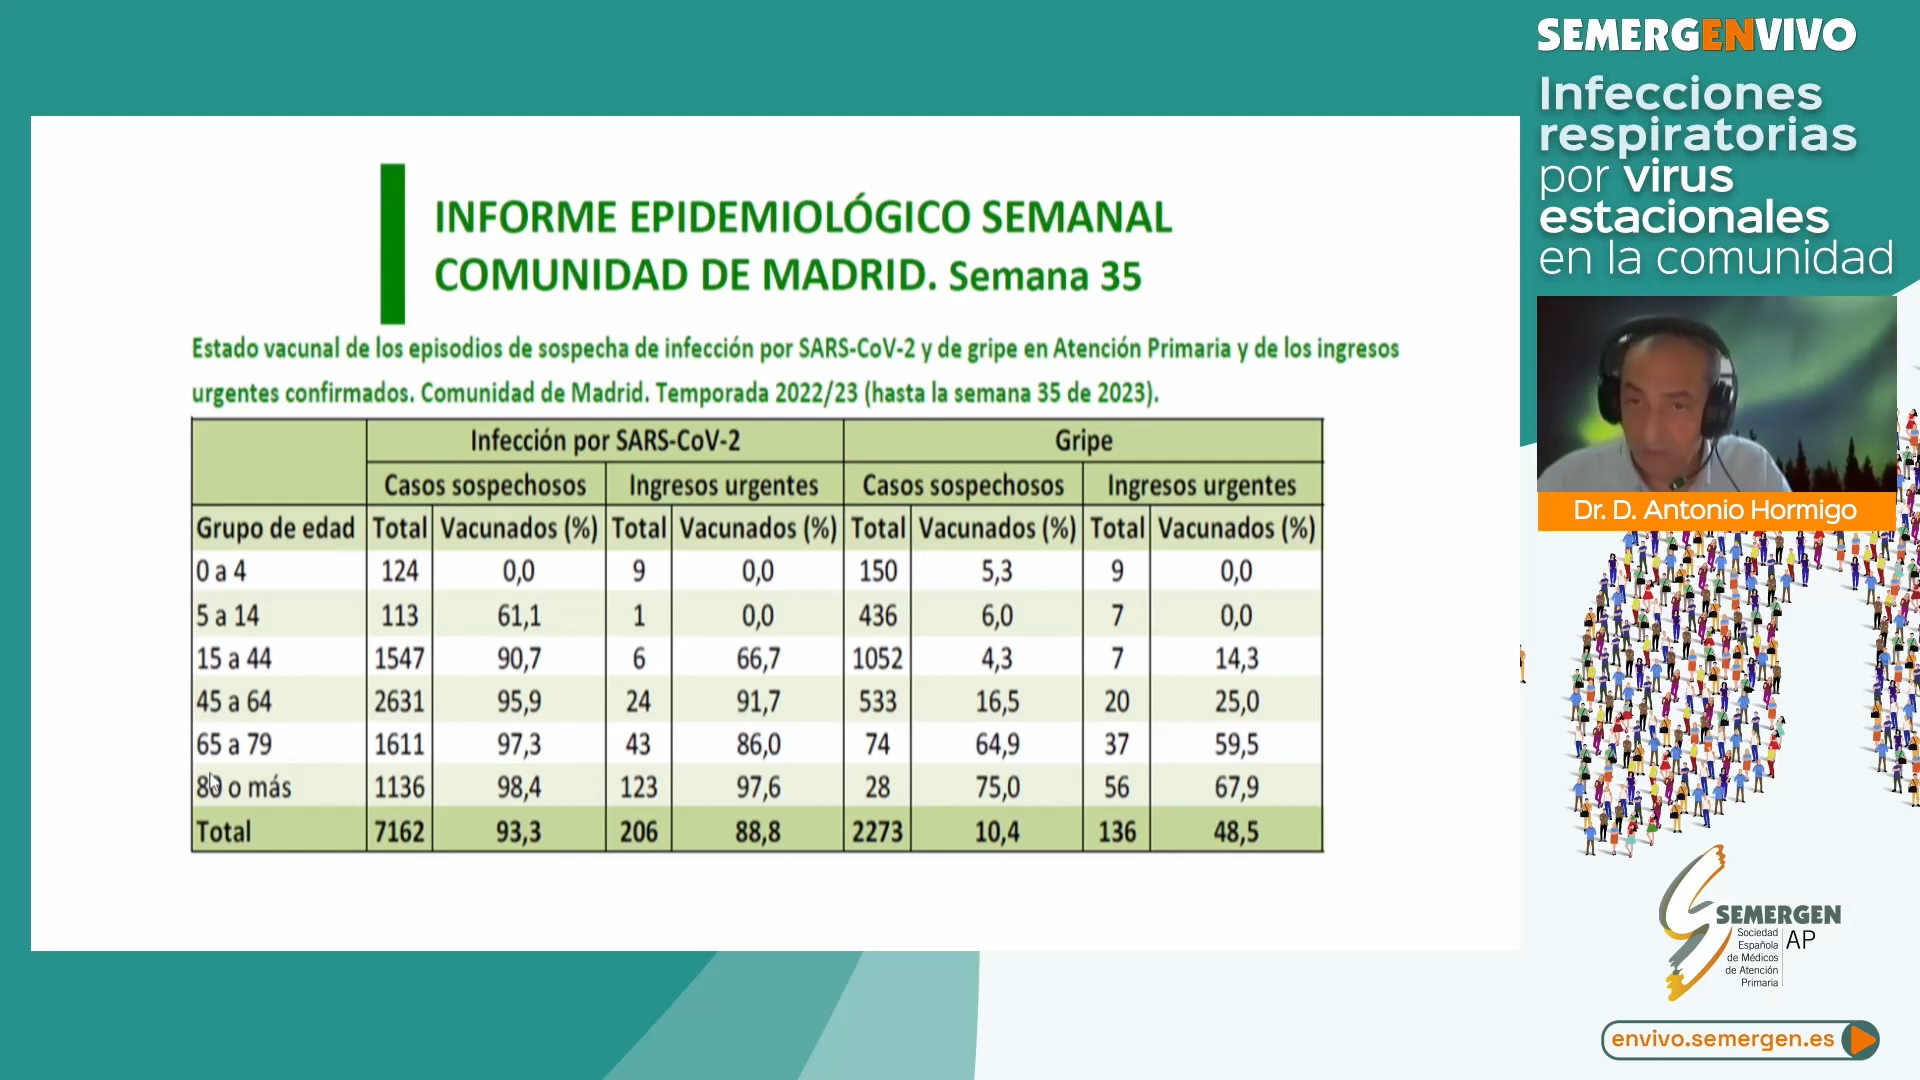 SEMERGENVIVO
Infecciones
respiratorias
por virus
estacionales
en la comunidad
INFORME EPIDEMIOLÓGICO SEMANAL
COMUNIDAD DE MADRID. Semana 35
Estado vacunal de los episodios de sospecha de infección por SARS-CoV-2 y de gripe en Atención Primaria y de los ingresos
urgentes confirmados. Comunidad de Madrid. Temporada 2022/23 (hasta la semana 35 de 2023).
Infección por SARS-CoV-2 Gripe
Casos sospechosos Ingresos urgentes Casos sospechosos Ingresos urgentes
Grupo de edad Total Vacunados (%) Total Vacunados (%) Total Vacunados (%) Total Vacunados (%)
0 a 4 124 0,0 9 0,0 150 5,3 9 0,0
5 a 14 113 61,1 1 0,0 436 6,0 7 0,0
15 a 44 1547 90,7 6 66,7 1052 4,3 7 14,3
45 a 64 2631 95,9 24 91,7 533 16,5 20 25,0
65 a 79 1611 97,3 43 86,0 74 64,9 37 59,5
80 o más 1136 98,4 123 97,6 28 75,0 56 67,9
Total 7162 93,3 206 88,8 2273 10,4 136 48,5
Dr. D. Antonio Hormigo
SEMERGEN
AP
Sociedad
Española
de Médicos
de Atención
Primaria
envivo.semergen.es